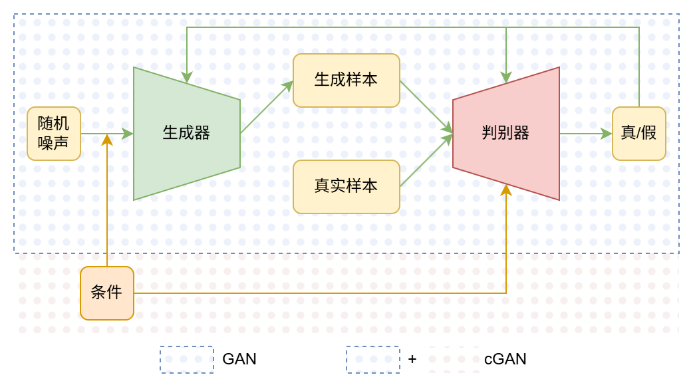 生成样本
随机
噪声
生成器
判别器
真/假
真实样本
条件
GAN
+
cGAN